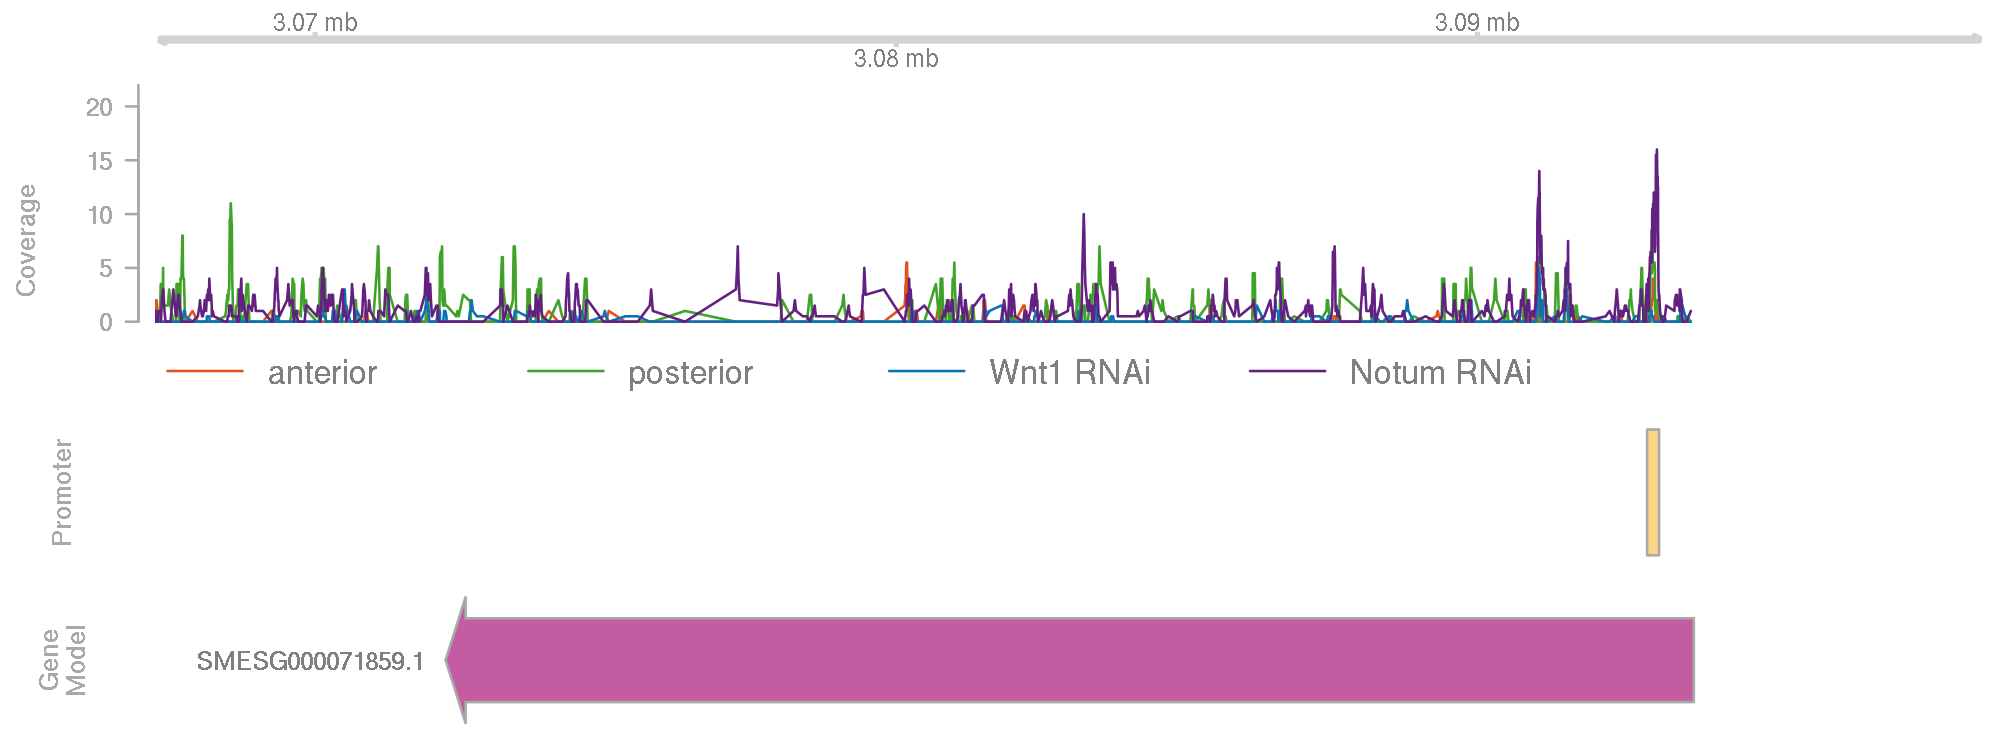 3.07 mb
3.09 mb
3.08 mb
Coverage
20
15
10
5
0
anterior posterior Wnt1 RNAi Notum RNAi
Promoter
Gene
Model
SMESG000071859.1